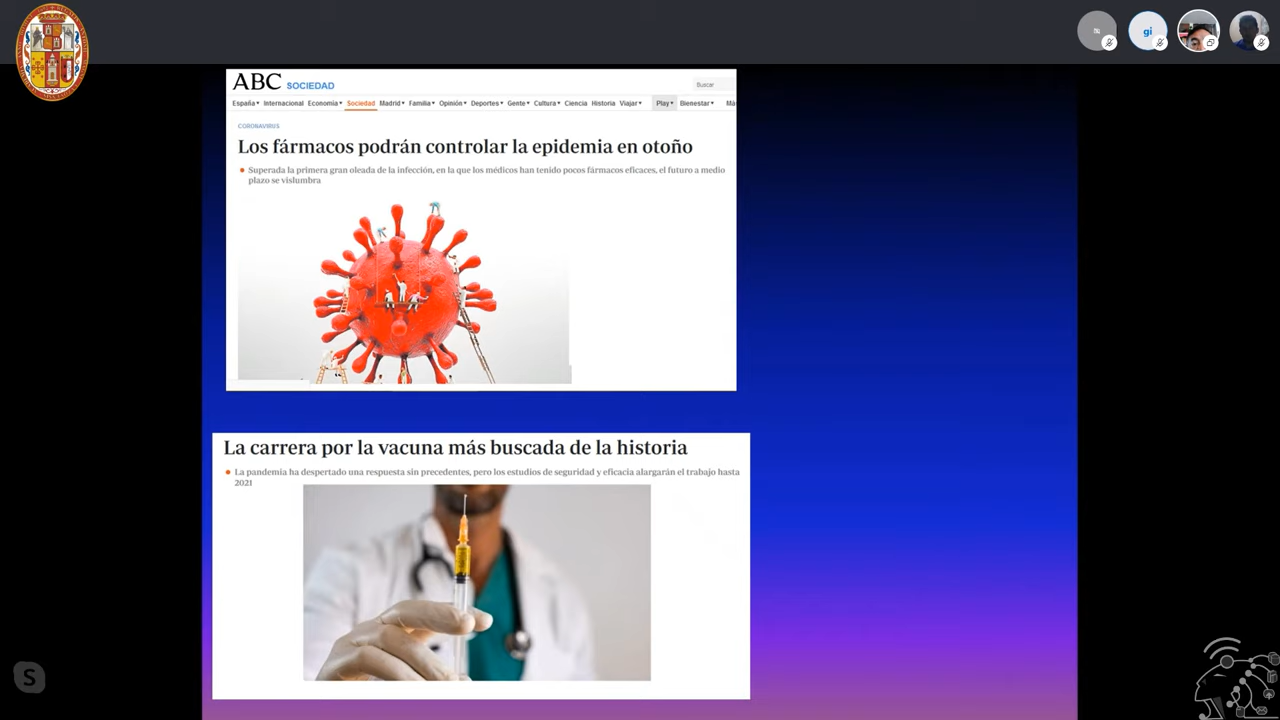 gi
ABC SOCIEDAD
Buscar
España Internacional Economía Sociedad Madrid Familia Opinión Deportes Gente Cultura Ciencia Historia Viajar Play Bienestar Má
CORONAVIRUS
Los fármacos podrán controlar la epidemia en otoño
Superada la primera gran oleada de la infección, en la que los médicos han tenido pocos fármacos eficaces, el futuro a medio
plazo se vislumbra
La carrera por la vacuna más buscada de la historia
La pandemia ha despertado una respuesta sin precedentes, pero los estudios de seguridad y eficacia alargarán el trabajo hasta
2021
S